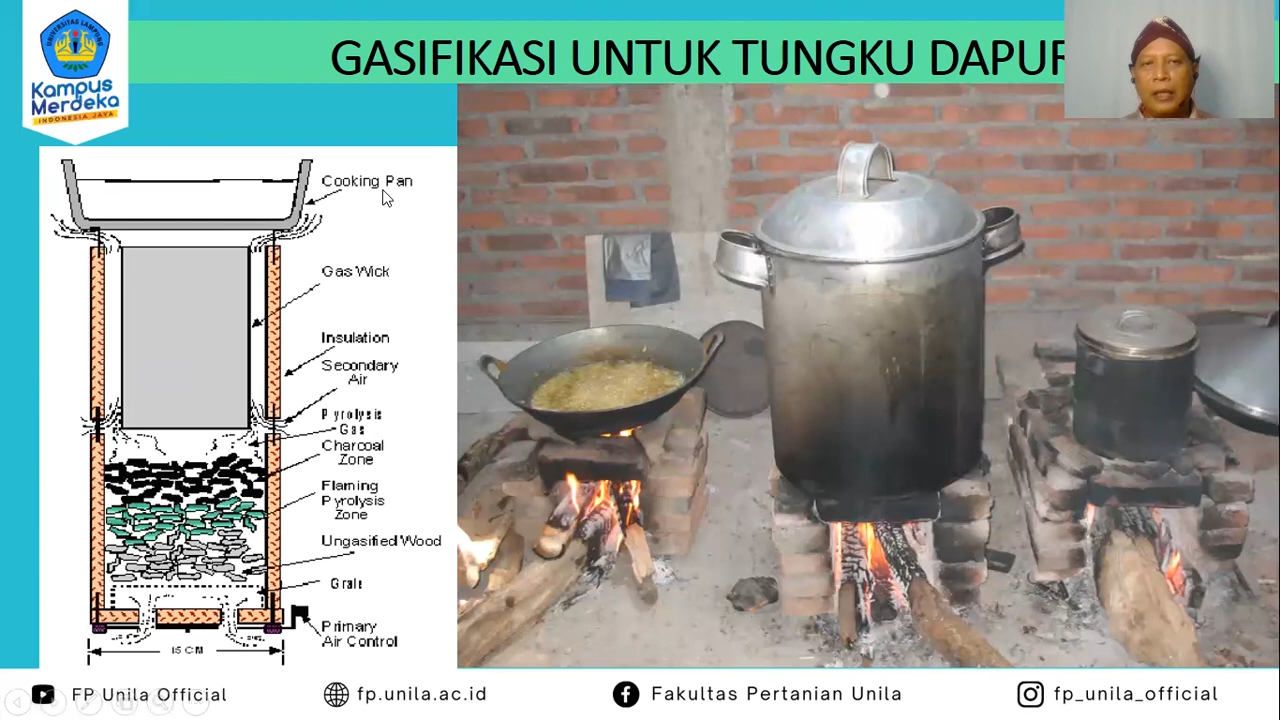 GASIFIKASI UNTUK TUNGKU DAPUR
UNIVERSITAS LAMPUNG
Kampus
Merdeka
INDONESIA JAYA
Cooking Pan
Gas Wick
Insulation
Secondary
Air
Pyrolysis
Gas
Charcoal
Zone
Flaming
Pyrolysis
Zone
Ungasified Wood
Grate
Primary
Air Control
15 CM
FP Unila Official
fp.unila.ac.id
Fakultas Pertanian Unila
fp_unila_official